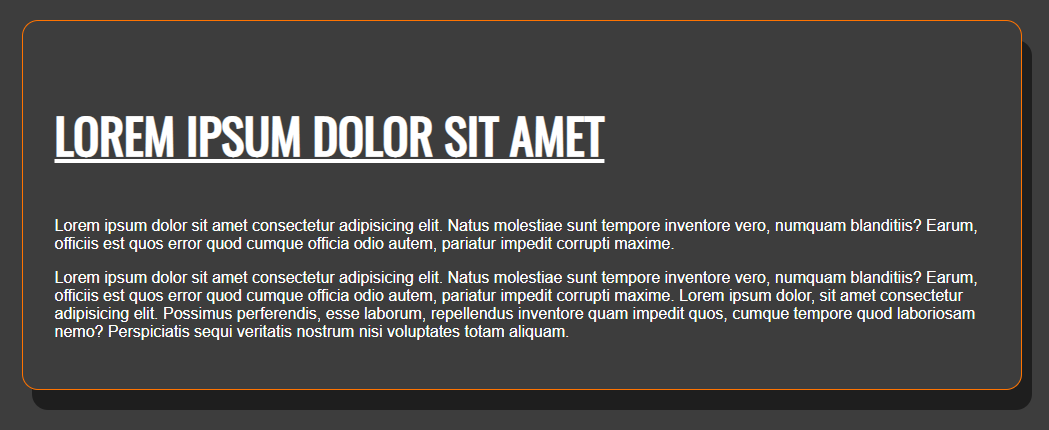 LOREM IPSUM DOLOR SIT AMET
Lorem ipsum dolor sit amet consectetur adipisicing elit. Natus molestiae sunt tempore inventore vero, numquam blanditiis? Earum,
officiis est quos error quod cumque officia odio autem, pariatur impedit corrupti maxime.
Lorem ipsum dolor sit amet consectetur adipisicing elit. Natus molestiae sunt tempore inventore vero, numquam blanditiis? Earum,
officiis est quos error quod cumque officia odio autem, pariatur impedit corrupti maxime. Lorem ipsum dolor, sit amet consectetur
adipisicing elit. Possimus perferendis, esse laborum, repellendus inventore quam impedit quos, cumque tempore quod laboriosam
nemo? Perspiciatis sequi veritatis nostrum nisi voluptates totam aliquam.